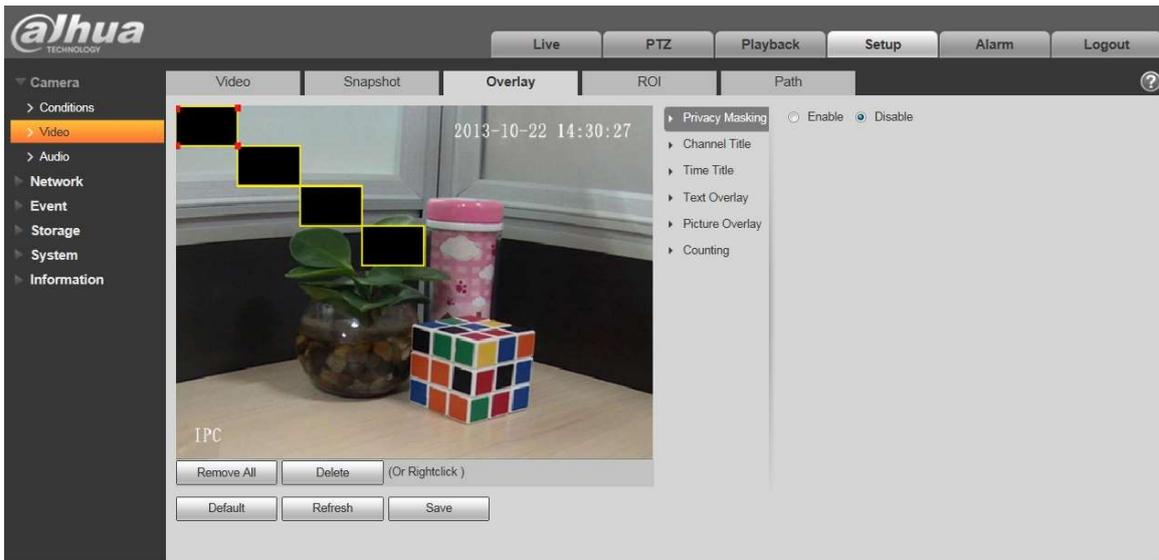 alhua
TECHNOLOGY
Live
PTZ
Playback
Setup
Alarm
Logout
Camera
Conditions
Video
Audio
Network
Event
Storage
System
Information
Video
Snapshot
Overlay
ROI
Path
?
2013-10-22 14:30:27
IPC
Privacy Masking
Channel Title
Time Title
Text Overlay
Picture Overlay
Counting
Enable
Disable
Remove All
Delete
(Or Rightclick )
Default
Refresh
Save